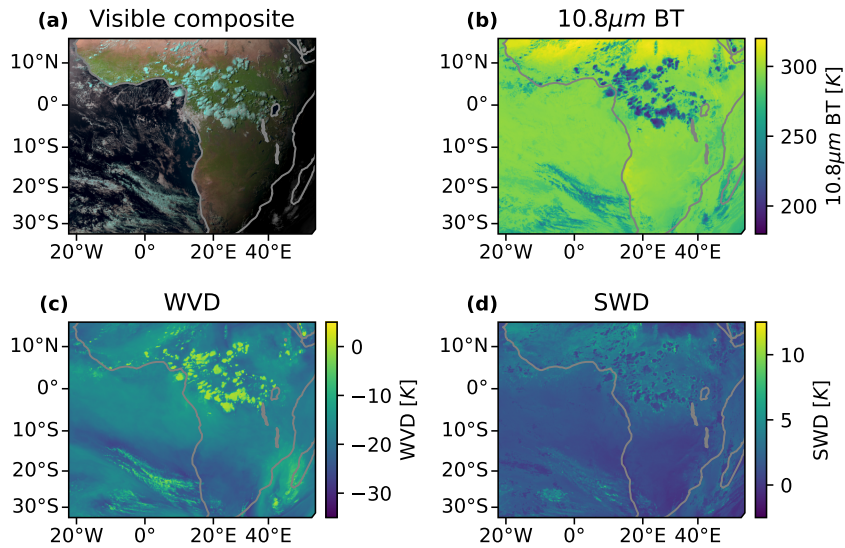 (a) Visible composite
10°N
0°
10°S
20°S
30°S
20°W 0° 20°E 40°E
(b) 10.8μm BT
10°N
0°
10°S
20°S
30°S
20°W 0° 20°E 40°E
300
250
200
10.8μm BT [K]
(c) WVD
10°N
0°
10°S
20°S
30°S
20°W 0° 20°E 40°E
0
−10
−20
−30
WVD [K]
(d) SWD
10°N
0°
10°S
20°S
30°S
20°W 0° 20°E 40°E
10
5
0
SWD [K]